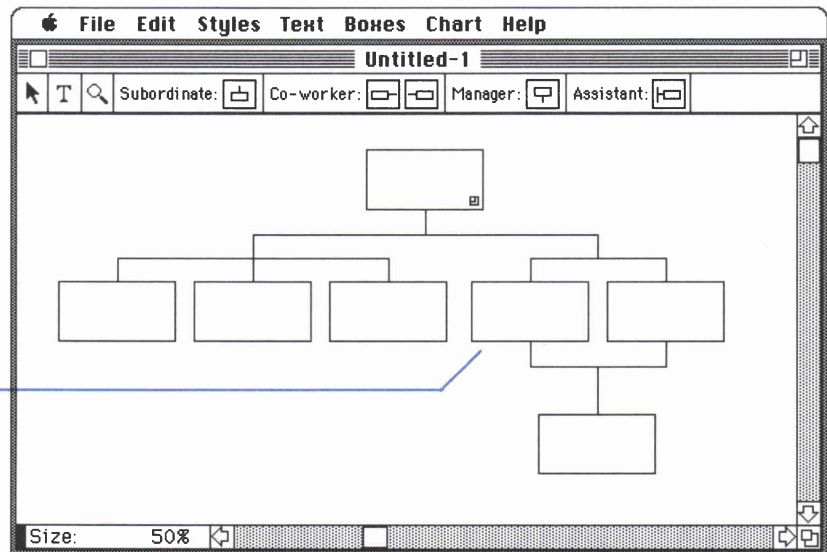 File Edit Styles Text Boxes Chart Help
Untitled-1
T Subordinate: Co-worker: Manager: Assistant:
Size: 50%